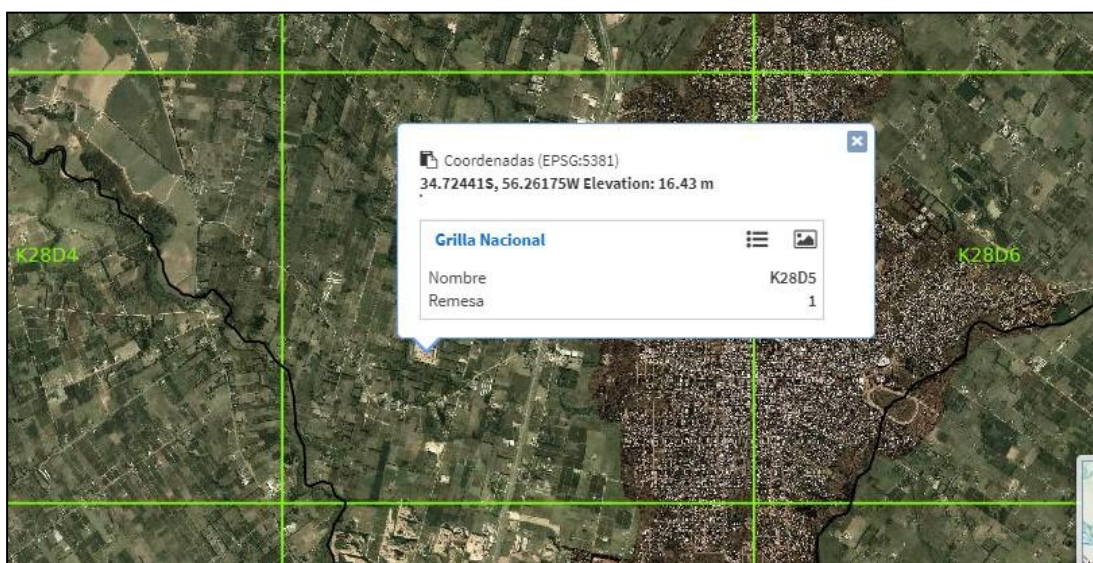 Coordenadas (EPSG:5381)
34.72441S, 56.26175W Elevation: 16.43 m
K28D4
Grilla Nacional
K28D6
Nombre K28D5
Remesa 1